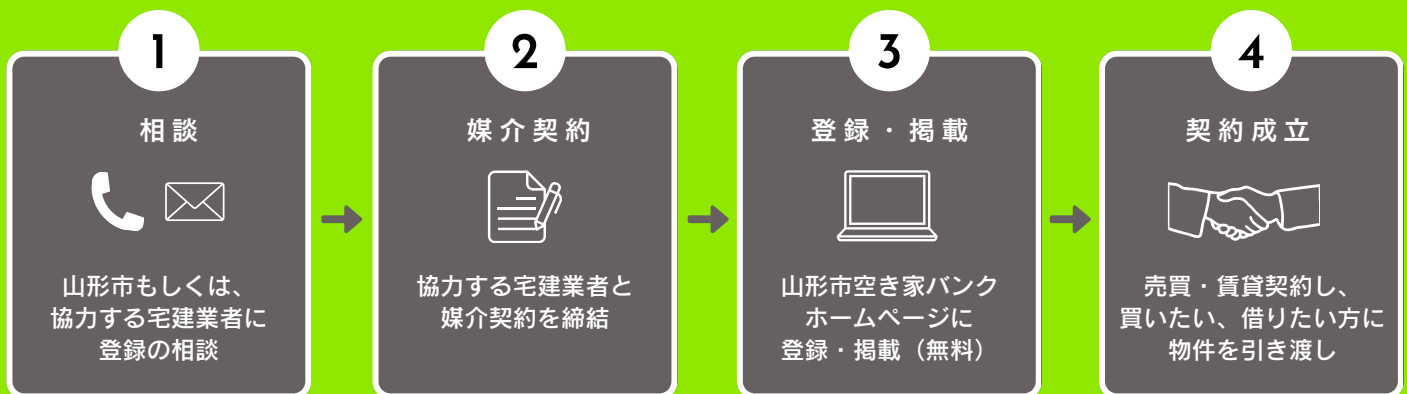 1
相談
山形市もしくは、
協力する宅建業者に
登録の相談
2
媒介契約
協力する宅建業者と
媒介契約を締結
3
登録・掲載
山形市空き家バンク
ホームページに
登録・掲載（無料）
4
契約成立
売買・賃貸契約し、
買いたい、借りたい方に
物件を引き渡し